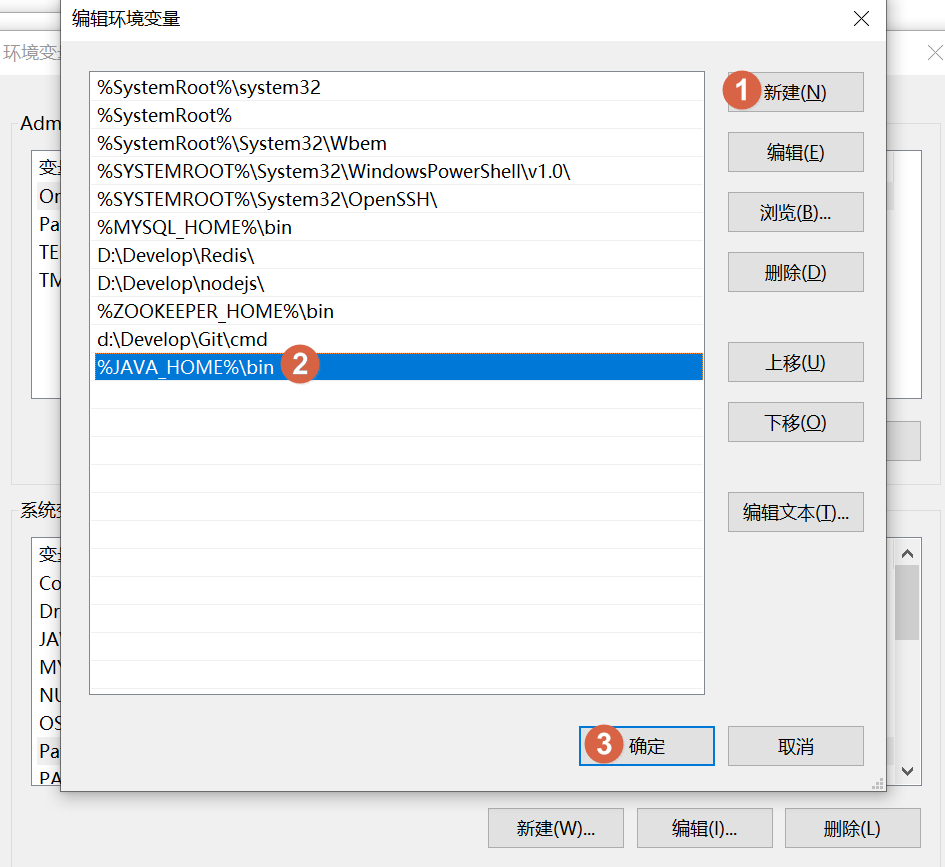 编辑环境变量
环境变
Adm
变
On
Pa
TE
TM
%SystemRoot%\system32
%SystemRoot%
%SystemRoot%\System32\Wbem
%SYSTEMROOT%\System32\WindowsPowerShell\v1.0\
%SYSTEMROOT%\System32\OpenSSH\
%MYSQL_HOME%\bin
D:\Develop\Redis\
D:\Develop\nodejs\
%ZOOKEEPER_HOME%\bin
d:\Develop\Git\cmd
%JAVA_HOME%\bin 2
1 新建(N)
编辑(E)
浏览(B)...
删除(D)
上移(U)
下移(O)
编辑文本(T)...
系统变
变
Co
Dr
JAV
MY
NU
OS
Pa
PA
3 确定
取消
新建(W)...
编辑(I)...
删除(L)